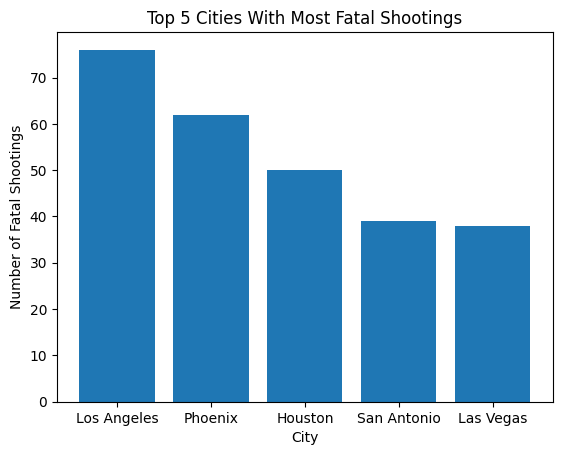 Top 5 Cities With Most Fatal Shootings
Number of Fatal Shootings
70
60
50
40
30
20
10
0
Los Angeles
Phoenix
Houston
San Antonio
Las Vegas
City